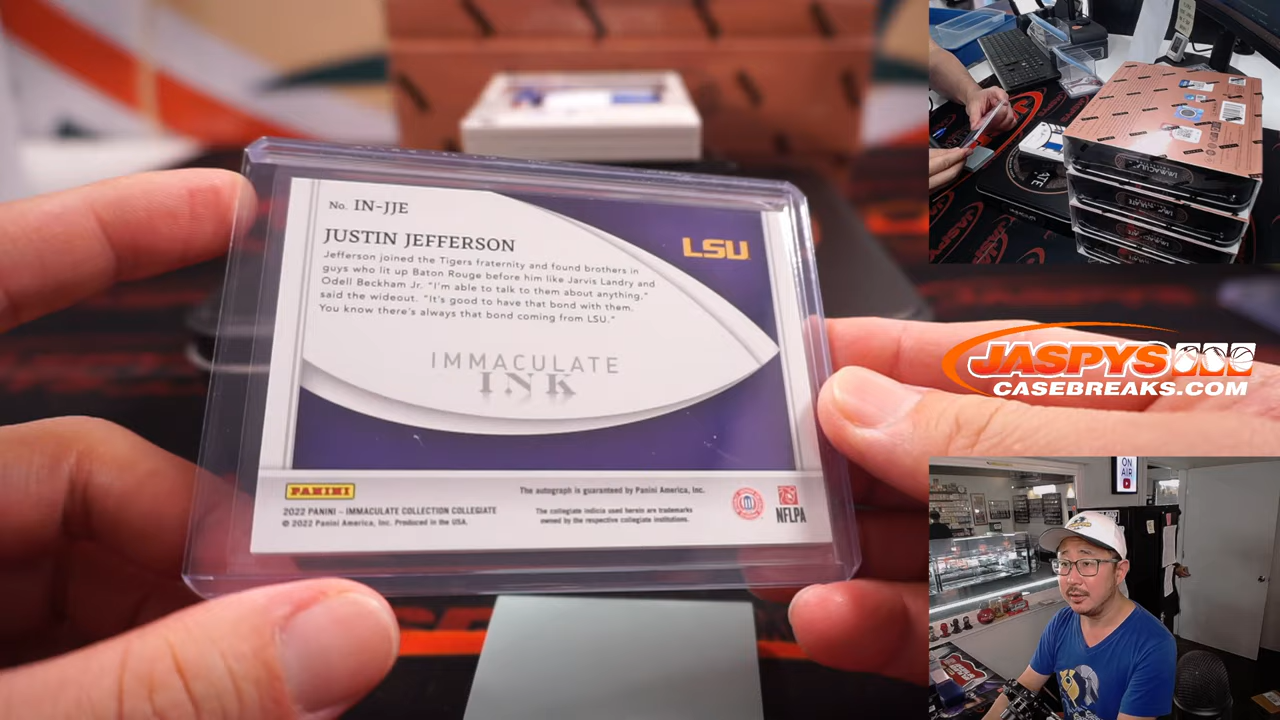 No. IN-JJE
JUSTIN JEFFERSON
Jefferson joined the Tigers fraternity and found brothers in
guys who lit up Baton Rouge before him like Jarvis Landry and
Odell Beckham Jr. "I'm able to talk to them about anything,"
said the wideout. "It's good to have that bond with them.
You know there's always that bond coming from LSU."
LSU
IMMACULATE
INK
PANINI
2022 PANINI – IMMACULATE COLLECTION COLLEGIATE
© 2022 Panini America, Inc. Produced in the USA.
The autograph is guaranteed by Panini America, Inc.
The collegiate indicia used herein are trademarks
owned by the respective collegiate institutions.
NFLPA
JASPYS
CASEBREAKS.COM
ON
AIR